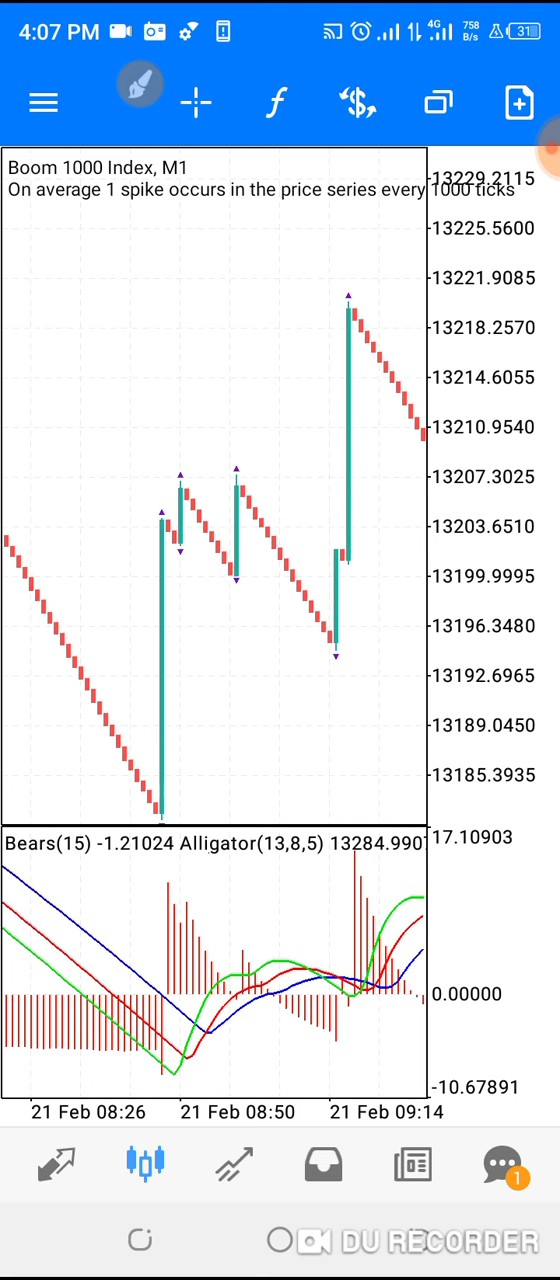 4:07 PM
4G
758
B/s
31
f
$
Boom 1000 Index, M1
On average 1 spike occurs in the price series every 1000 ticks
13229.2115
13225.5600
13221.9085
13218.2570
13214.6055
13210.9540
13207.3025
13203.6510
13199.9995
13196.3480
13192.6965
13189.0450
13185.3935
Bears(15) -1.21024 Alligator(13,8,5) 13284.990
17.10903
0.00000
-10.67891
21 Feb 08:26
21 Feb 08:50
21 Feb 09:14
1
DU RECORDER